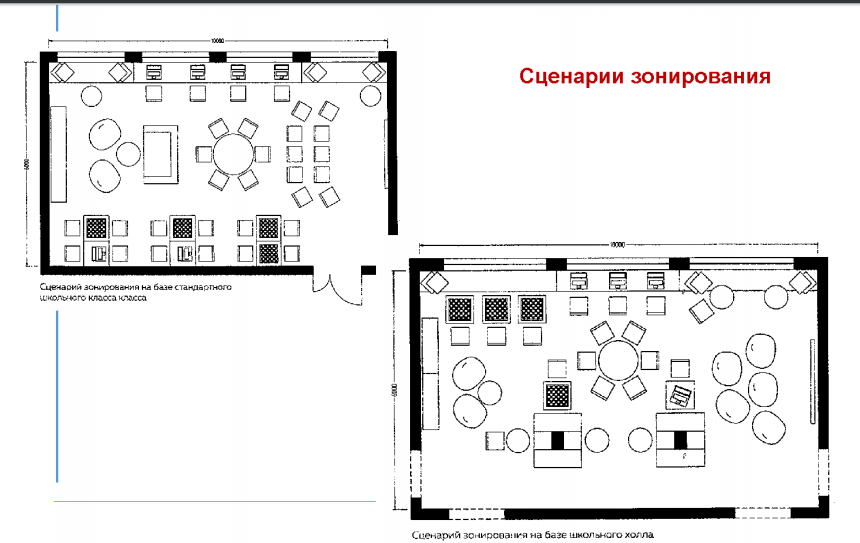 10000
Сценарии зонирования
6000
10000
Сценарий зонирования на базе стандартного
школьного класса класса
6000
Сценарий зонирования на базе школьного холла